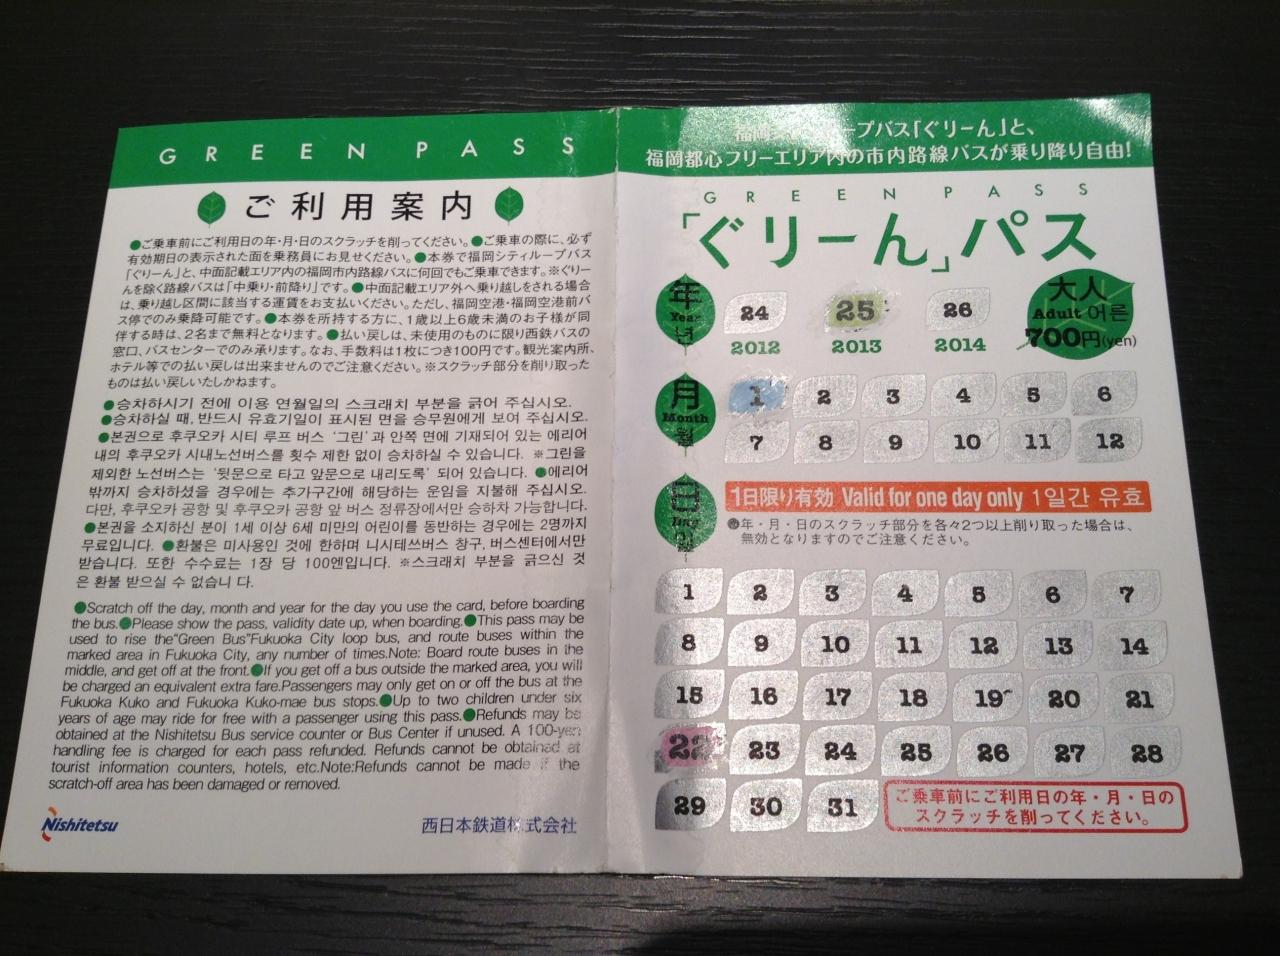 GREEN PASS
ご利用案内
●ご乗車前にご利用日の年・月・日のスクラッチを削ってください。●ご乗車の際に、必ず
有効期日の表示された面を乗務員にお見せください。●本券で福岡シティループバス
「ぐりーん」と、中面記載エリア内の福岡市内路線バスに何回でもご乗車できます。※ぐりー
んを除く路線バスは「中乗り・前降り」です。●中面記載エリア外へ乗り越しをされる場合
は、乗り越し区間に該当する運賃をお支払いください。ただし、福岡空港・福岡空港前バ
ス停でのみ乗降可能です。●本券を所持する方に、1歳以上6歳未満のお子様が同
伴する時は、2名まで無料となります。●払い戻しは、未使用のものに限り西鉄バスの
窓口、バスセンターでのみ承ります。なお、手数料は1枚につき100円です。観光案内所、
ホテル等での払い戻しは出来ませんのでご注意ください。※スクラッチ部分を削り取った
ものは払い戻しいたしかねます。
●승차하시기 전에 이용 연월일의 스크래치 부분을 긁어 주십시오.
●승차하실 때, 반드시 유효기일이 표시된 면을 승무원에게 보여 주십시오.
●본권으로 후쿠오카 시티 루프 버스 '그린'과 안쪽 면에 기재되어 있는 에리어
내의 후쿠오카 시내노선버스를 횟수 제한 없이 승차하실 수 있습니다. ※그린을
제외한 노선버스는 '뒷문으로 타고 앞문으로 내리도록' 되어 있습니다. ●에리어
밖까지 승차하셨을 경우에는 추가구간에 해당하는 운임을 지불해 주십시오.
다만, 후쿠오카 공항 및 후쿠오카 공항 앞 버스 정류장에서만 승하차 가능합니다.
●본권을 소지하신 분이 1세 이상 6세 미만의 어린이를 동반하는 경우에는 2명까지
무료입니다. ●환불은 미사용인 것에 한하며 니시테쓰버스 창구, 버스센터에서만
받습니다. 또한 수수료는 1장 당 100엔입니다. ※스크래치 부분을 긁으신 것
은 환불 받으실 수 없습니 다.
●Scratch off the day, month and year for the day you use the card, before boarding
the bus.●Please show the pass, validity date up, when boarding.●This pass may be
used to rise the"Green Bus"Fukuoka City loop bus, and route buses within the
marked area in Fukuoka City, any number of times.Note: Board route buses in the
middle, and get off at the front.●If you get off a bus outside the marked area, you will
be charged an equivalent extra fare.Passengers may only get on or off the bus at the
Fukuoka Kuko and Fukuoka Kuko-mae bus stops.●Up to two children under six
years of age may ride for free with a passenger using this pass.●Refunds may be
obtained at the Nishitetsu Bus service counter or Bus Center if unused. A 100-yen
handling fee is charged for each pass refunded. Refunds cannot be obtained at
tourist information counters, hotels, etc.Note:Refunds cannot be made if the
scratch-off area has been damaged or removed.
Nishitetsu
西日本鉄道株式会社
ープバス「ぐりーん」と、
福岡都心フリーエリア内の市内路線バスが乗り降り自由!
GREEN PASS
「ぐりーん」パス
年 Year 년
24 25 26
2012 2013 2014
大人
Adult 어른
700円(yen)
月 Month 월
1 2 3 4 5 6
7 8 9 10 11 12
日 Day 일
1日限り有効 Valid for one day only 1일간 유효
●年・月・日のスクラッチ部分を各々2つ以上削り取った場合は、
無効となりますのでご注意ください。
1 2 3 4 5 6 7
8 9 10 11 12 13 14
15 16 17 18 19 20 21
22 23 24 25 26 27 28
29 30 31
ご乗車前にご利用日の年・月・日の
スクラッチを削ってください。